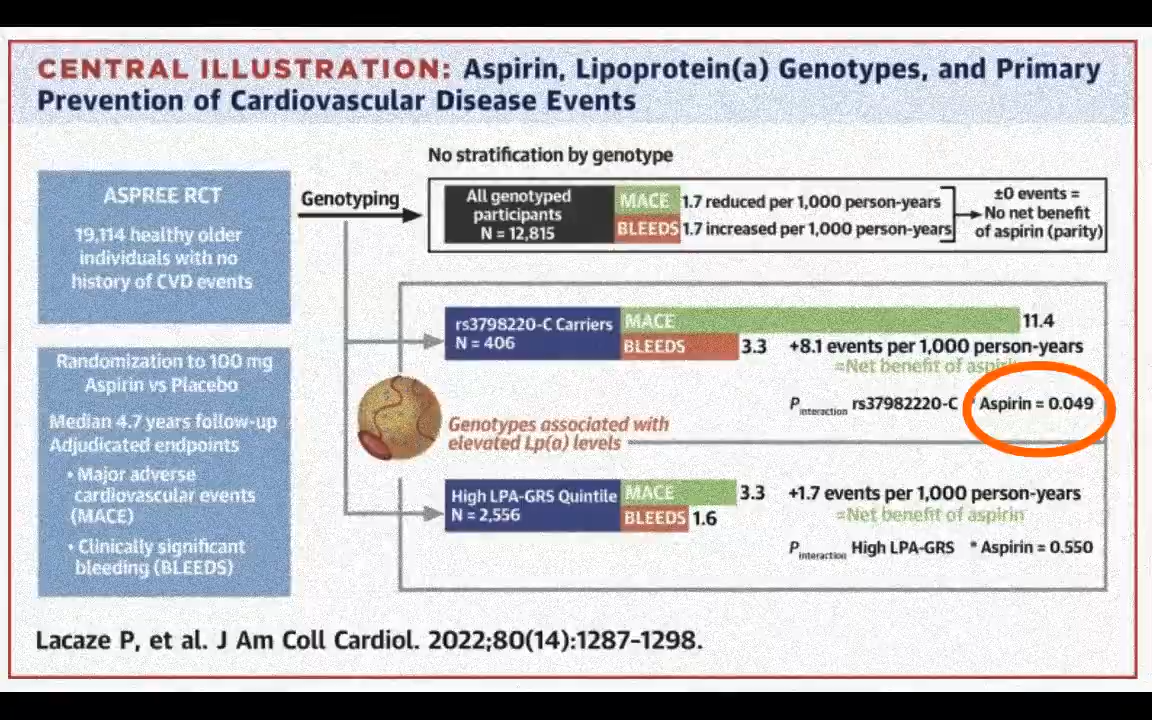 CENTRAL ILLUSTRATION: Aspirin, Lipoprotein(a) Genotypes, and Primary
Prevention of Cardiovascular Disease Events
No stratification by genotype
ASPREE RCT
19,114 healthy older
individuals with no
history of CVD events
Genotyping
All genotyped
participants
N = 12,815
MACE
1.7 reduced per 1,000 person-years
BLEEDS
1.7 increased per 1,000 person-years
±0 events =
No net benefit
of aspirin (parity)
Randomization to 100 mg
Aspirin vs Placebo
Median 4.7 years follow-up
Adjudicated endpoints
• Major adverse
cardiovascular events
(MACE)
• Clinically significant
bleeding (BLEEDS)
rs3798220-C Carriers
N = 406
MACE
11.4
BLEEDS
3.3
+8.1 events per 1,000 person-years
=Net benefit of aspirin
Pinteraction rs37982220-C * Aspirin = 0.049
Genotypes associated with
elevated Lp(a) levels
High LPA-GRS Quintile
N = 2,556
MACE
3.3
BLEEDS
1.6
+1.7 events per 1,000 person-years
=Net benefit of aspirin
Pinteraction High LPA-GRS * Aspirin = 0.550
Lacaze P, et al. J Am Coll Cardiol. 2022;80(14):1287–1298.